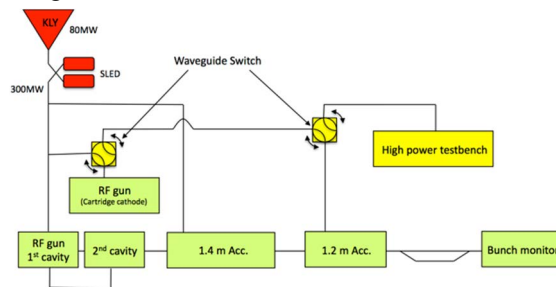 KLY
80MW
Waveguide Switch
SLED
300MW
High power testbench
RF gun
(Cartridge cathode)
RF gun
1st cavity
2nd cavity
1.4 m Acc.
1.2 m Acc.
Bunch monitor